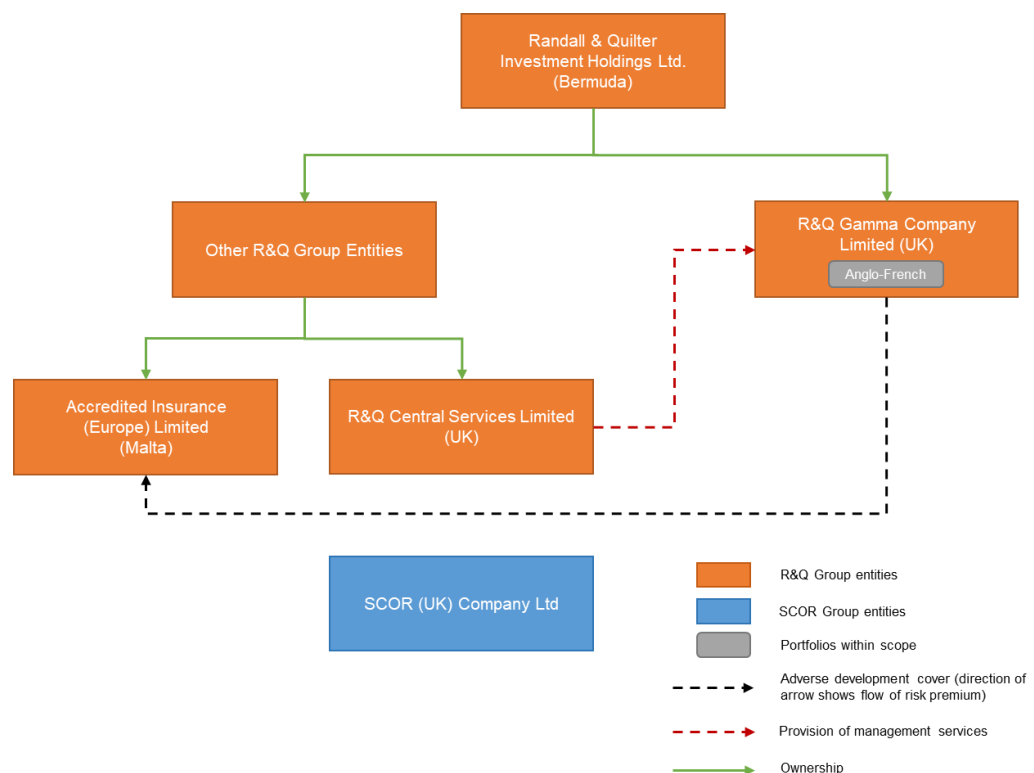 Randall & Quilter
Investment Holdings Ltd.
(Bermuda)
Other R&Q Group Entities
R&Q Gamma Company
Limited (UK)
Anglo-French
Accredited Insurance
(Europe) Limited
(Malta)
R&Q Central Services Limited
(UK)
SCOR (UK) Company Ltd
R&Q Group entities
SCOR Group entities
Portfolios within scope
Adverse development cover (direction of
arrow shows flow of risk premium)
Provision of management services
Ownership